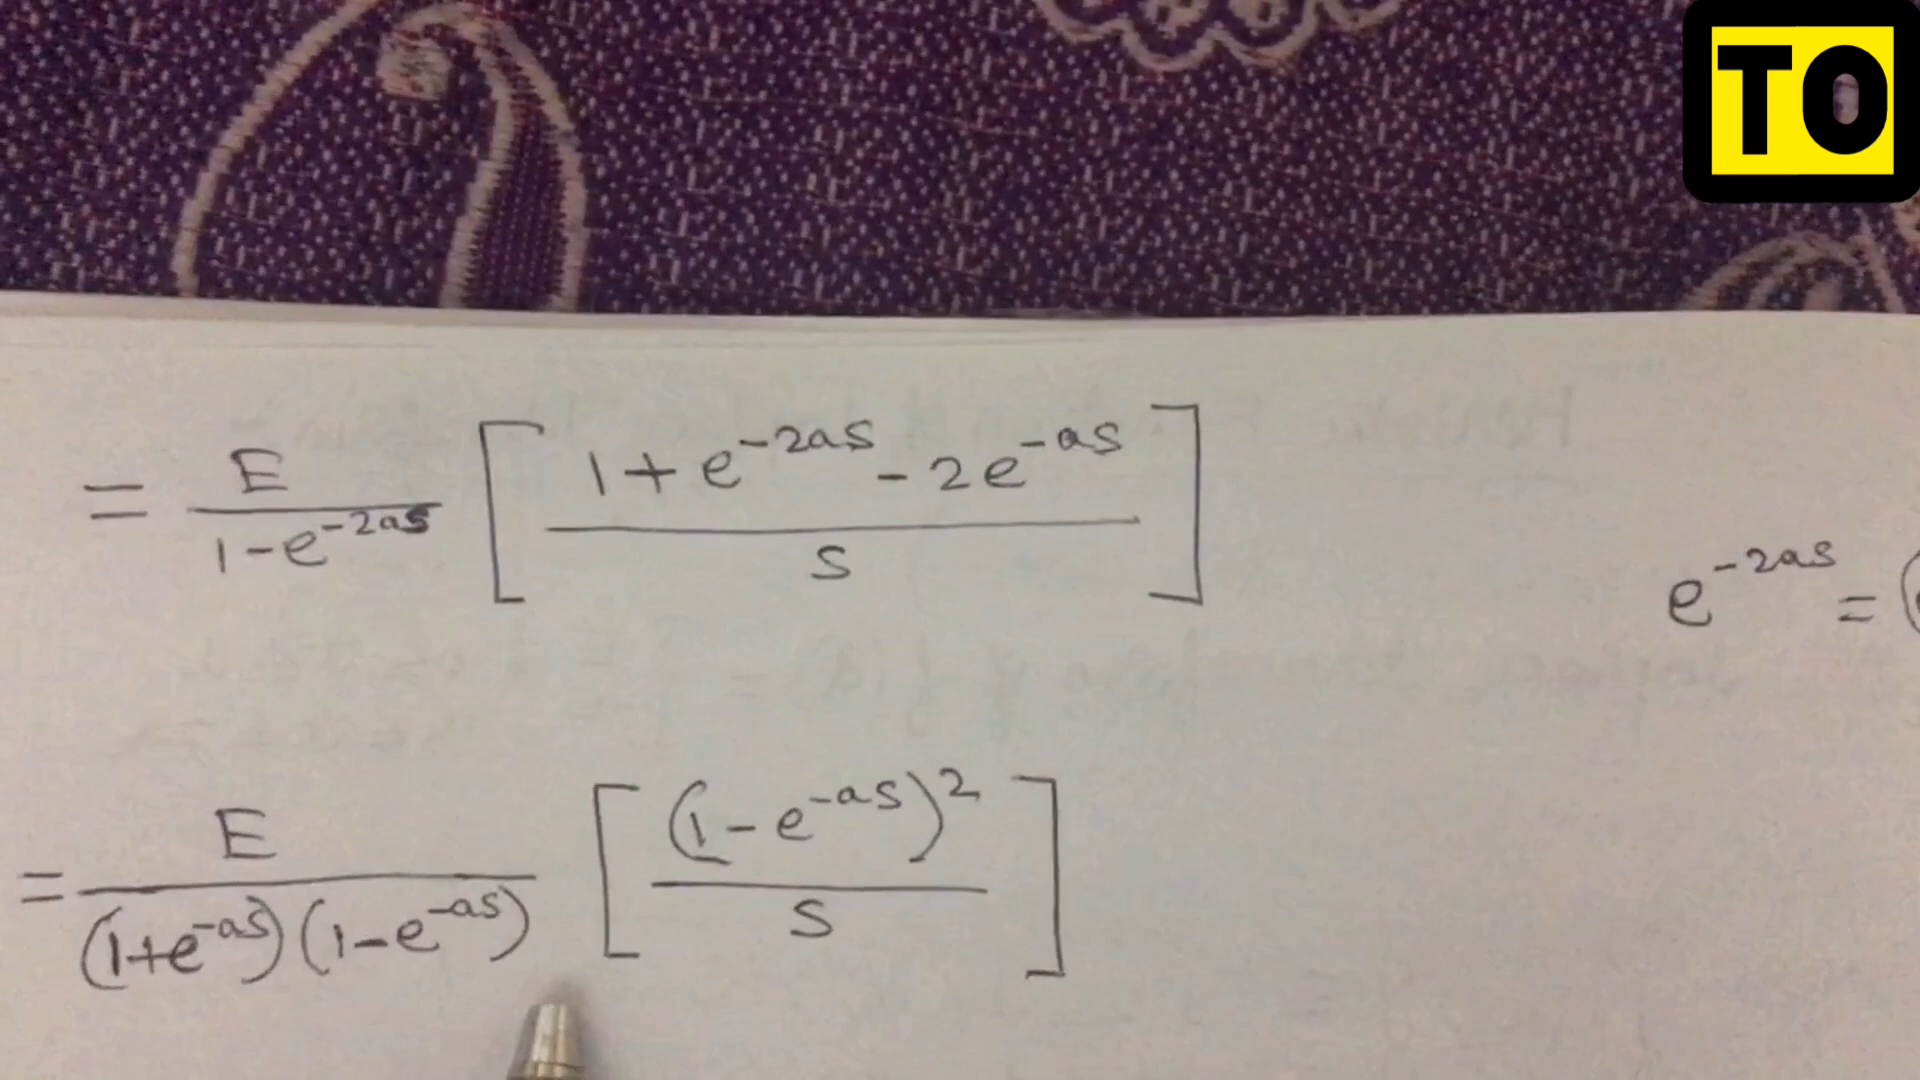 TO
= E / (1-e^{-2as}) [ (1+e^{-2as}-2e^{-as}) / s ]
e^{-2as} = (
= E / ((1+e^{-as})(1-e^{-as})) [ (1-e^{-as})^2 / s ]